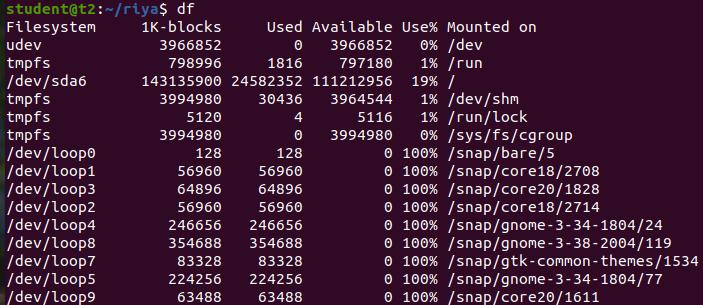 student@t2:~/riya$ df
Filesystem     1K-blocks     Used Available Use% Mounted on
udev             3966852        0   3966852   0% /dev
tmpfs             798996     1816    797180   1% /run
/dev/sda6      143135900 24582352 111212956  19% /
tmpfs            3994980    30436   3964544   1% /dev/shm
tmpfs               5120        4      5116   1% /run/lock
tmpfs            3994980        0   3994980   0% /sys/fs/cgroup
/dev/loop0           128      128         0 100% /snap/bare/5
/dev/loop1         56960    56960         0 100% /snap/core18/2708
/dev/loop3         64896    64896         0 100% /snap/core20/1828
/dev/loop2         56960    56960         0 100% /snap/core18/2714
/dev/loop4        246656   246656         0 100% /snap/gnome-3-34-1804/24
/dev/loop8        354688   354688         0 100% /snap/gnome-3-38-2004/119
/dev/loop7         83328    83328         0 100% /snap/gtk-common-themes/1534
/dev/loop5        224256   224256         0 100% /snap/gnome-3-34-1804/77
/dev/loop9         63488    63488         0 100% /snap/core20/1611